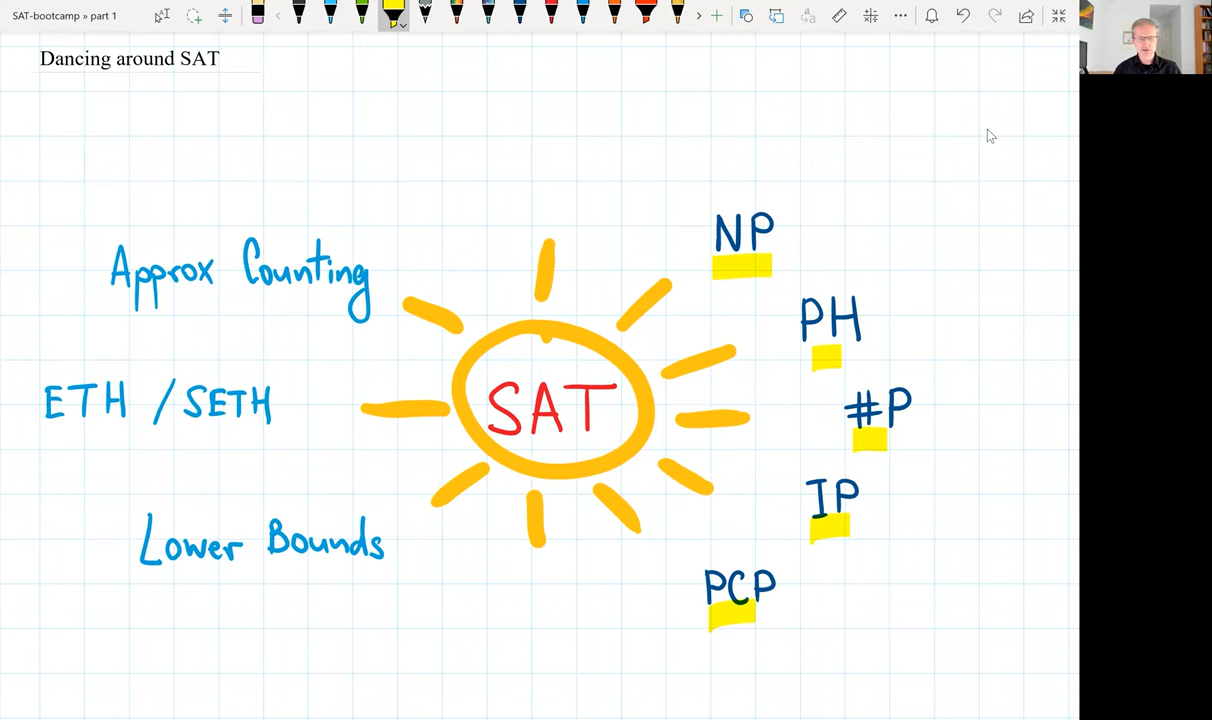 SAT-bootcamp » part 1
Dancing around SAT
NP
Approx Counting
PH
SAT
ETH / SETH
#P
IP
Lower Bounds
PCP